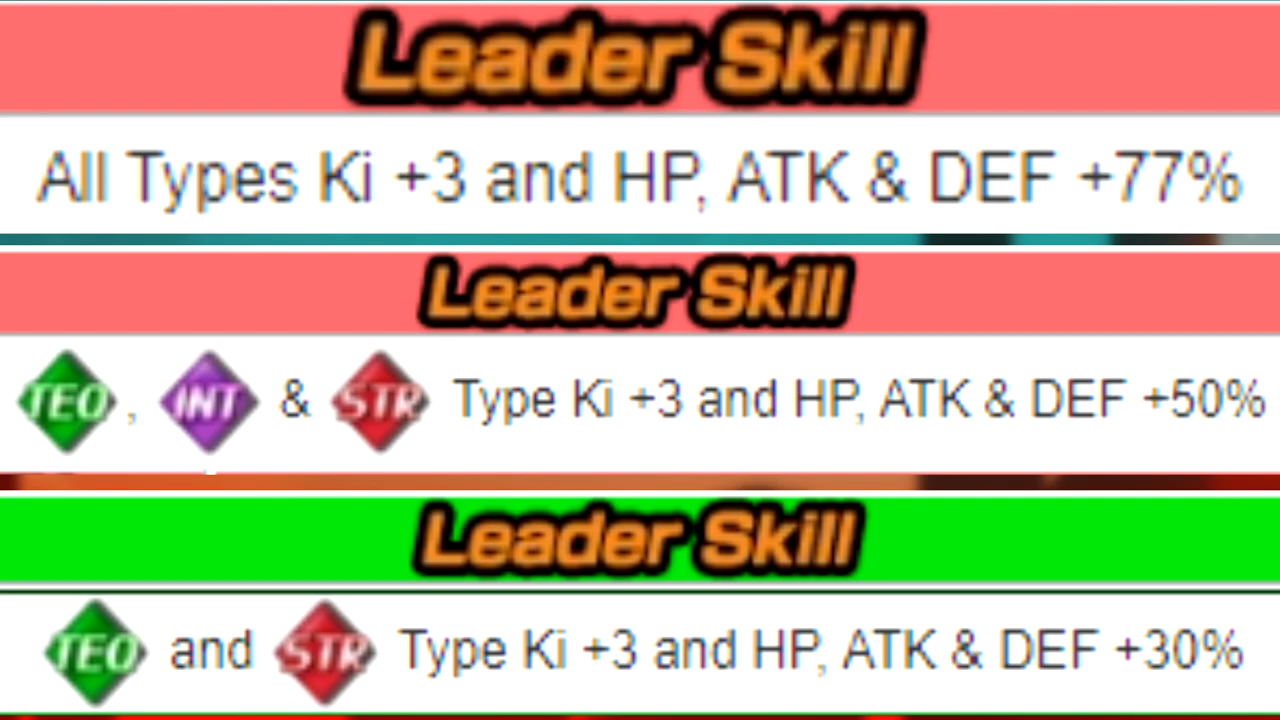 Leader Skill
All Types Ki +3 and HP, ATK & DEF +77%
Leader Skill
TEQ, INT & STR Type Ki +3 and HP, ATK & DEF +50%
Leader Skill
TEQ and STR Type Ki +3 and HP, ATK & DEF +30%